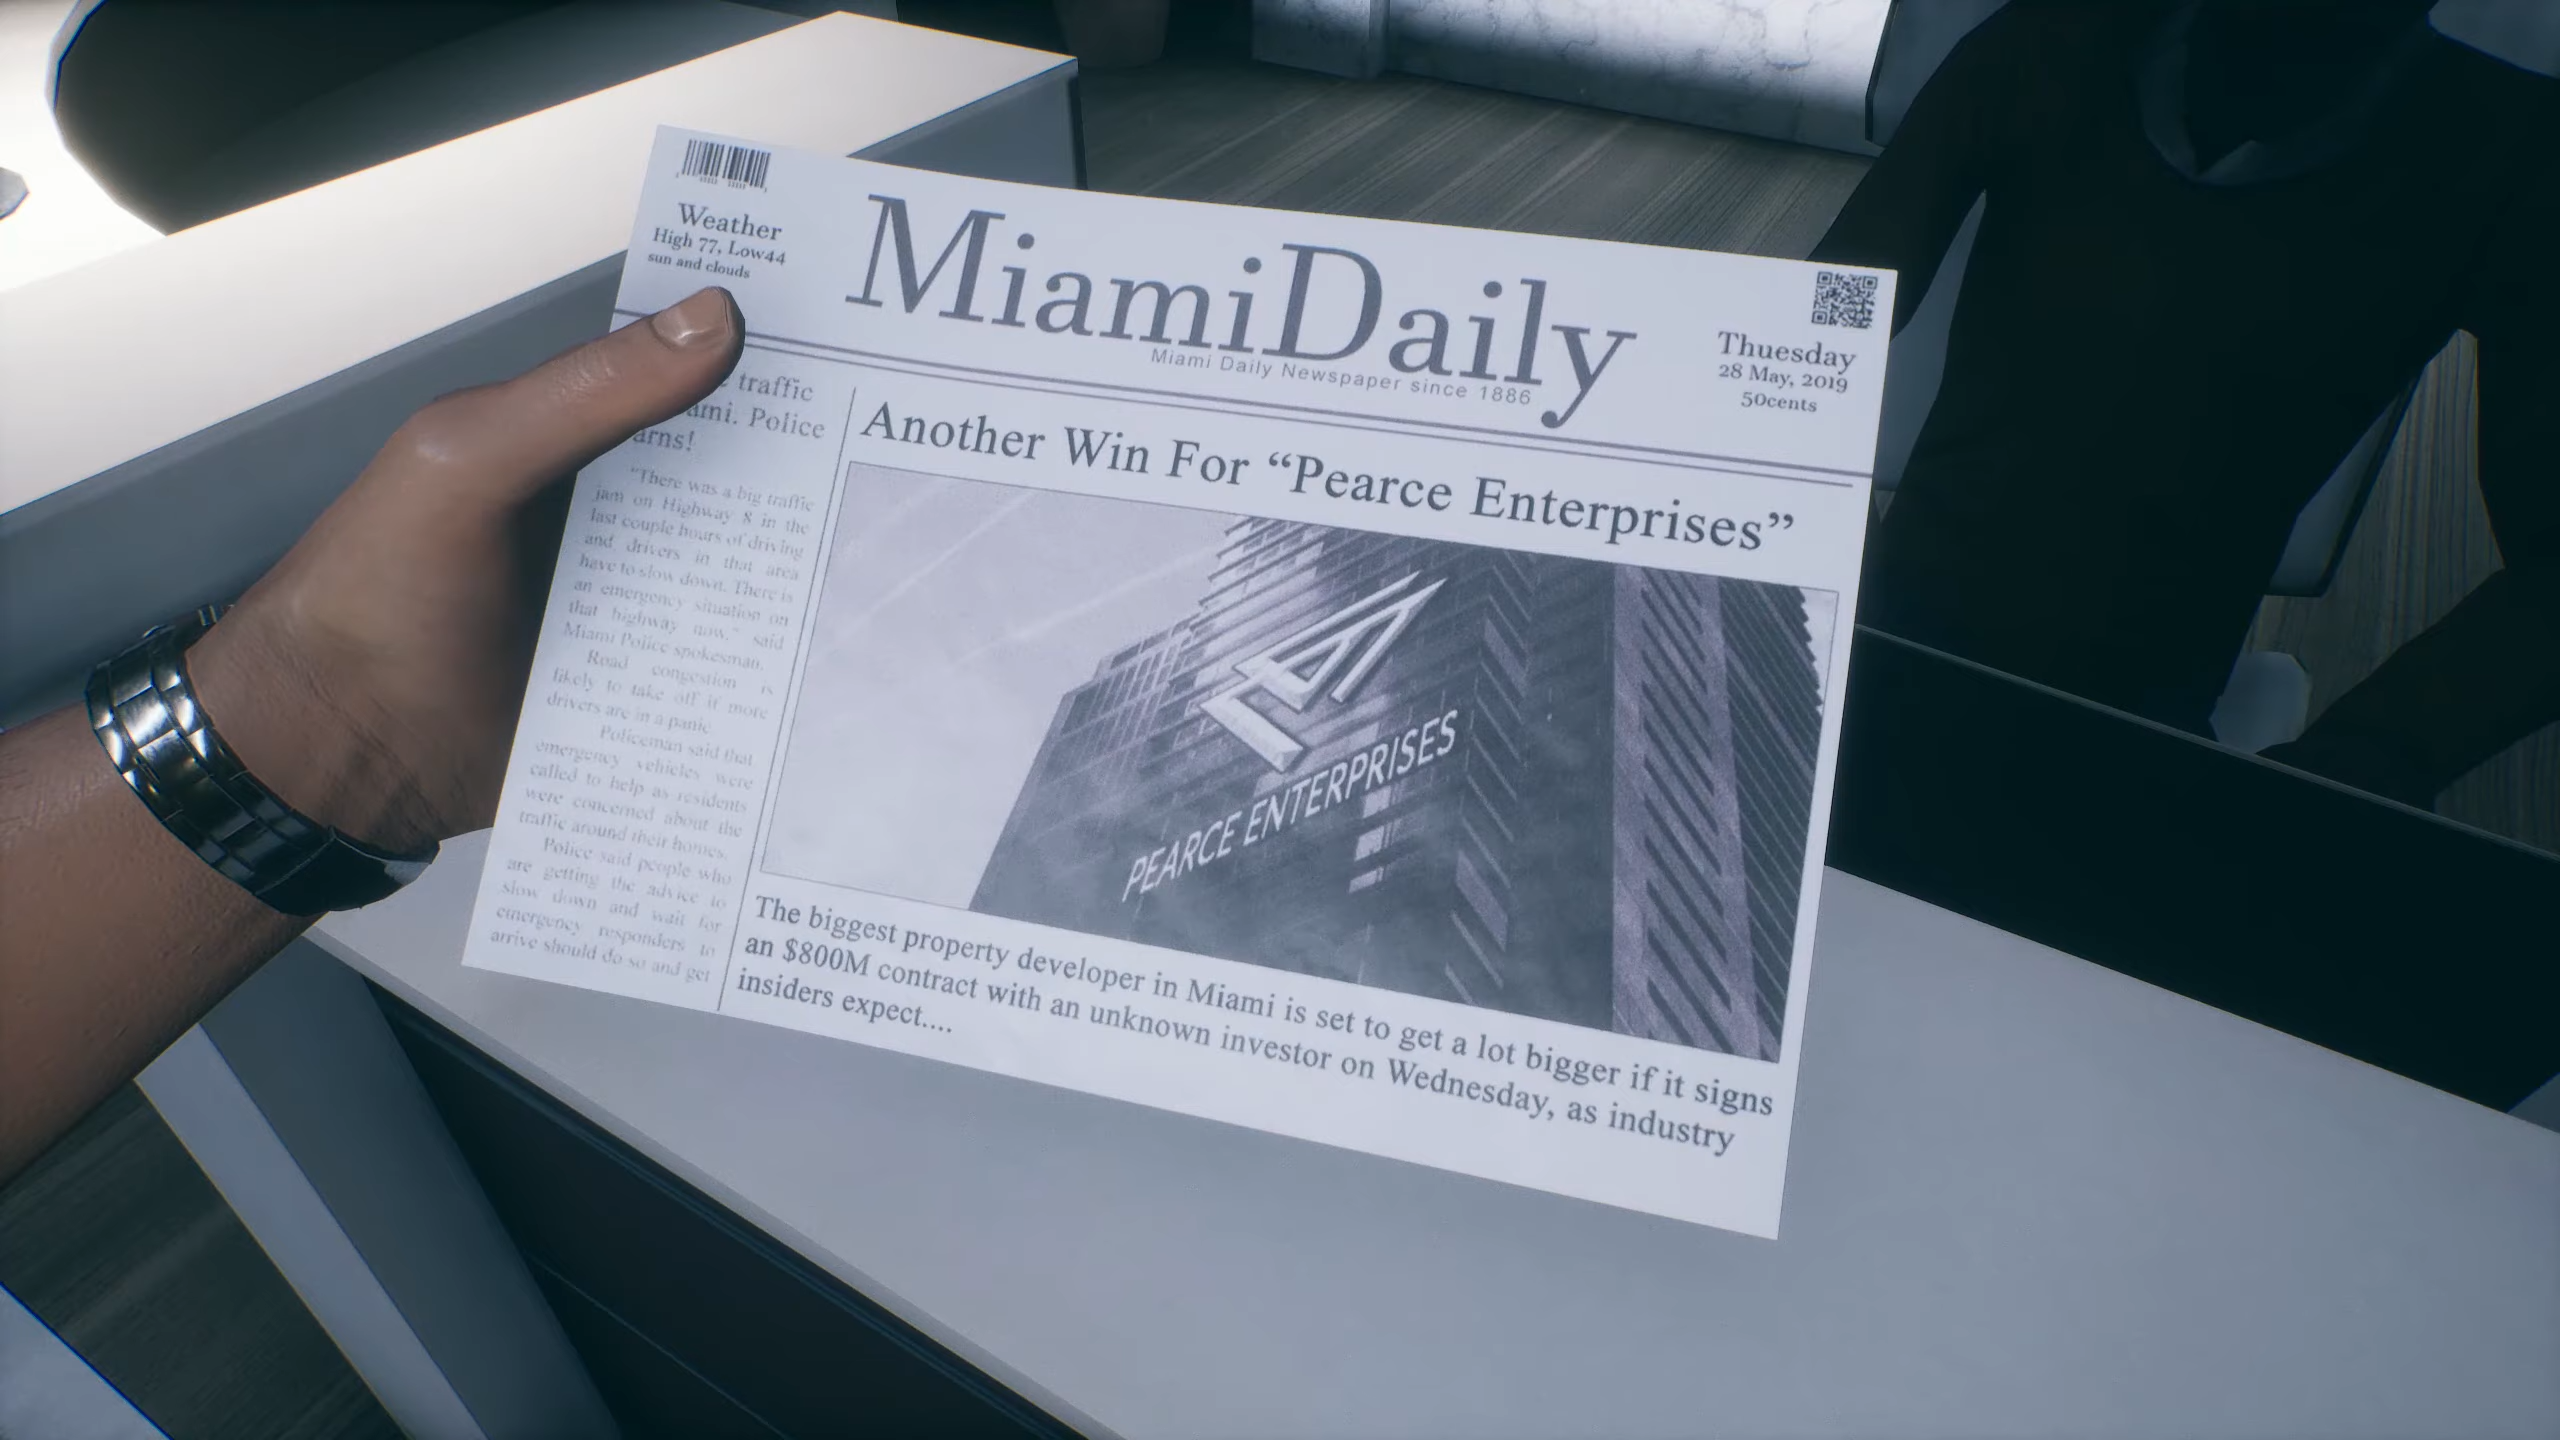 Weather
High 77, Low44
sun and clouds
MiamiDaily
Miami Daily Newspaper since 1886
Thuesday
28 May, 2019
50cents
traffic
Police
"There was a big traffic
jam on Highway 8 in the
last couple hours of driving
and drivers in that area
have to slow down. There is
an emergency situation on
that highway now." said
Miami Police spokesman.
Road congestion is
likely to take off if more
drivers are in a panic.
Policeman said that
emergency vehicles were
called to help as residents
were concerned about the
traffic around their homes.
Police said people who
are getting the advice to
slow down and wait for
emergency responders to
arrive should do so and get
Another Win For “Pearce Enterprises”
PEARCE ENTERPRISES
The biggest property developer in Miami is set to get a lot bigger if it signs
an $800M contract with an unknown investor on Wednesday, as industry
insiders expect....